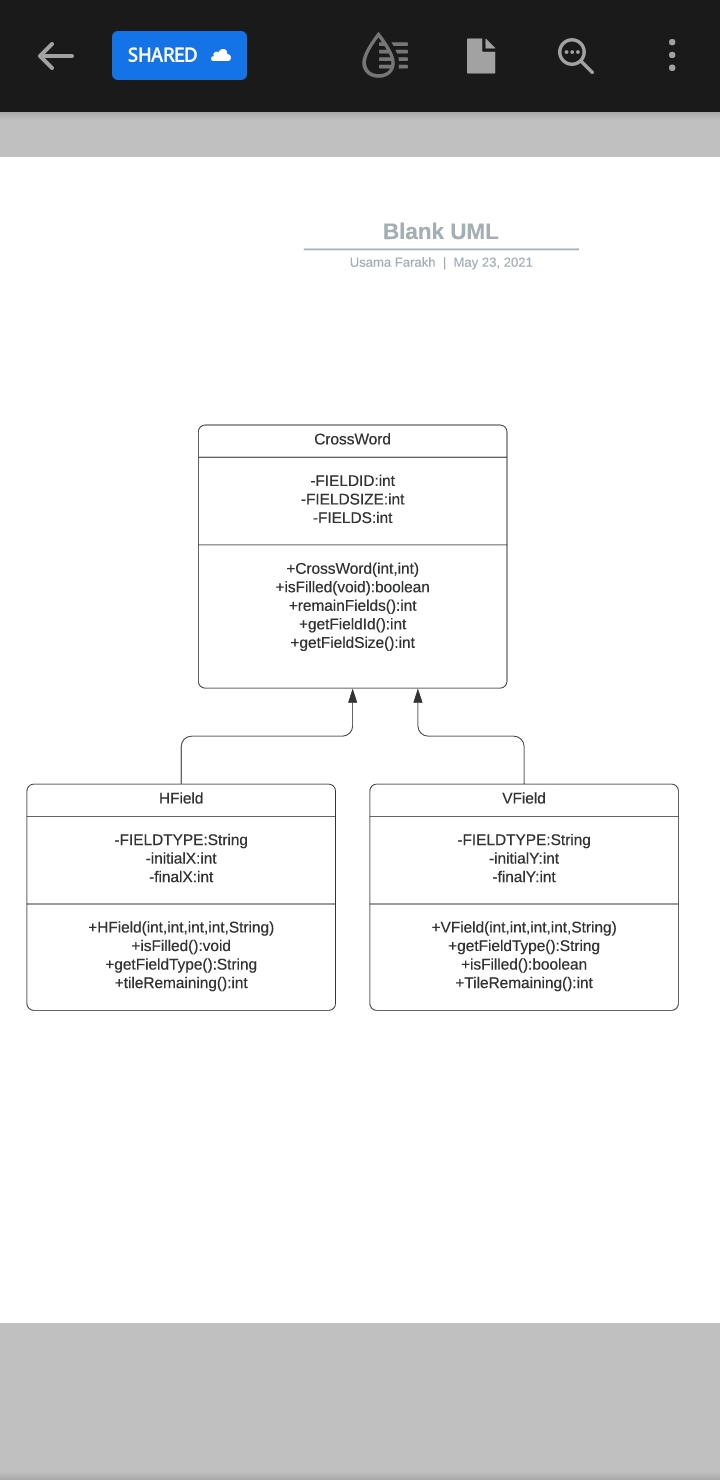 SHARED
Blank UML
Usama Farakh | May 23, 2021
CrossWord
-FIELDID:int
-FIELDSIZE:int
-FIELDS:int
+CrossWord(int,int)
+isFilled(void):boolean
+remainFields():int
+getFieldId():int
+getFieldSize():int
HField
-FIELDTYPE:String
-initialX:int
-finalX:int
+HField(int,int,int,int,String)
+isFilled():void
+getFieldType():String
+tileRemaining():int
VField
-FIELDTYPE:String
-initialY:int
-finalY:int
+VField(int,int,int,int,String)
+getFieldType():String
+isFilled():boolean
+TileRemaining():int